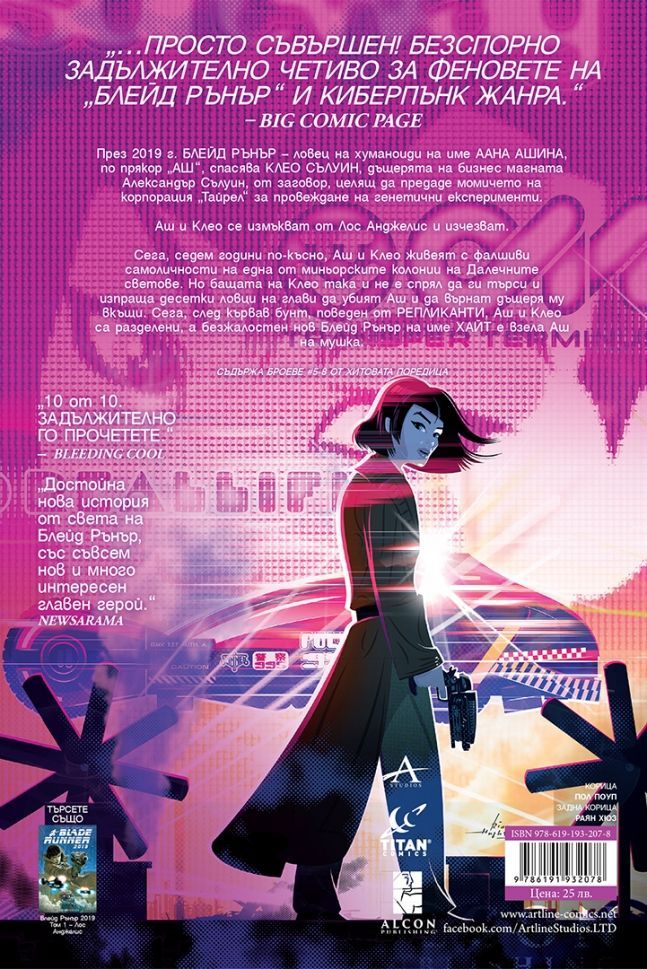 „...ПРОСТО СЪВЪРШЕН! БЕЗСПОРНО
ЗАДЪЛЖИТЕЛНО ЧЕТИВО ЗА ФЕНОВЕТЕ НА
„БЛЕЙД РЪНЪР“ И КИБЕРПЪНК ЖАНРА.“
– BIG COMIC PAGE
През 2019 г. БЛЕЙД РЪНЪР – ловец на хуманоиди на име ААНА АШИНА,
по прякор „АШ“, спасява КЛЕО СЪЛУИН, дъщерята на бизнес магната
Александър Сълуин, от заговор, целящ да предаде момичето на
корпорация „Тайрел“ за провеждане на генетични експерименти.
Аш и Клео се измъкват от Лос Анджелис и изчезват.
Сега, седем години по-късно, Аш и Клео живеят с фалшиви
самоличности на една от миньорските колонии на Далечните
светове. Но бащата на Клео така и не е спрял да ги търси и
изпраща десетки ловци на глави да убият Аш и да върнат дъщеря му
вкъщи. Сега, след кървав бунт, поведен от РЕПЛИКАНТИ, Аш и Клео
са разделени, а безжалостен нов Блейд Рънър на име ХАЙТ е взела Аш
на мушка.
СЪДЪРЖА БРОЕВЕ #5-8 ОТ ХИТОВАТА ПОРЕДИЦА
„10 от 10.
ЗАДЪЛЖИТЕЛНО
ГО ПРОЧЕТЕТЕ.“
– BLEEDING COOL
„Достойна
нова история
от света на
Блейд Рънър,
със съвсем
нов и много
интересен
главен герой.“
NEWSARAMA
CAUTION
995
ТЪРСЕТЕ
СЪЩО
BLADE
RUNNER
2019
Блейд Рънър 2019
Том 1 – Лос
Анджелис
A
STUDIOS
TITAN
COMICS
ALCON
PUBLISHING
КОРИЦА
ПОЛ ПОУП
ЗАДНА КОРИЦА
РАЯН ХЮЗ
ISBN 978-619-193-207-8
9 786191 932078
Цена: 25 лв.
www.artline-comics.net
facebook.com/ArtlineStudios.LTD